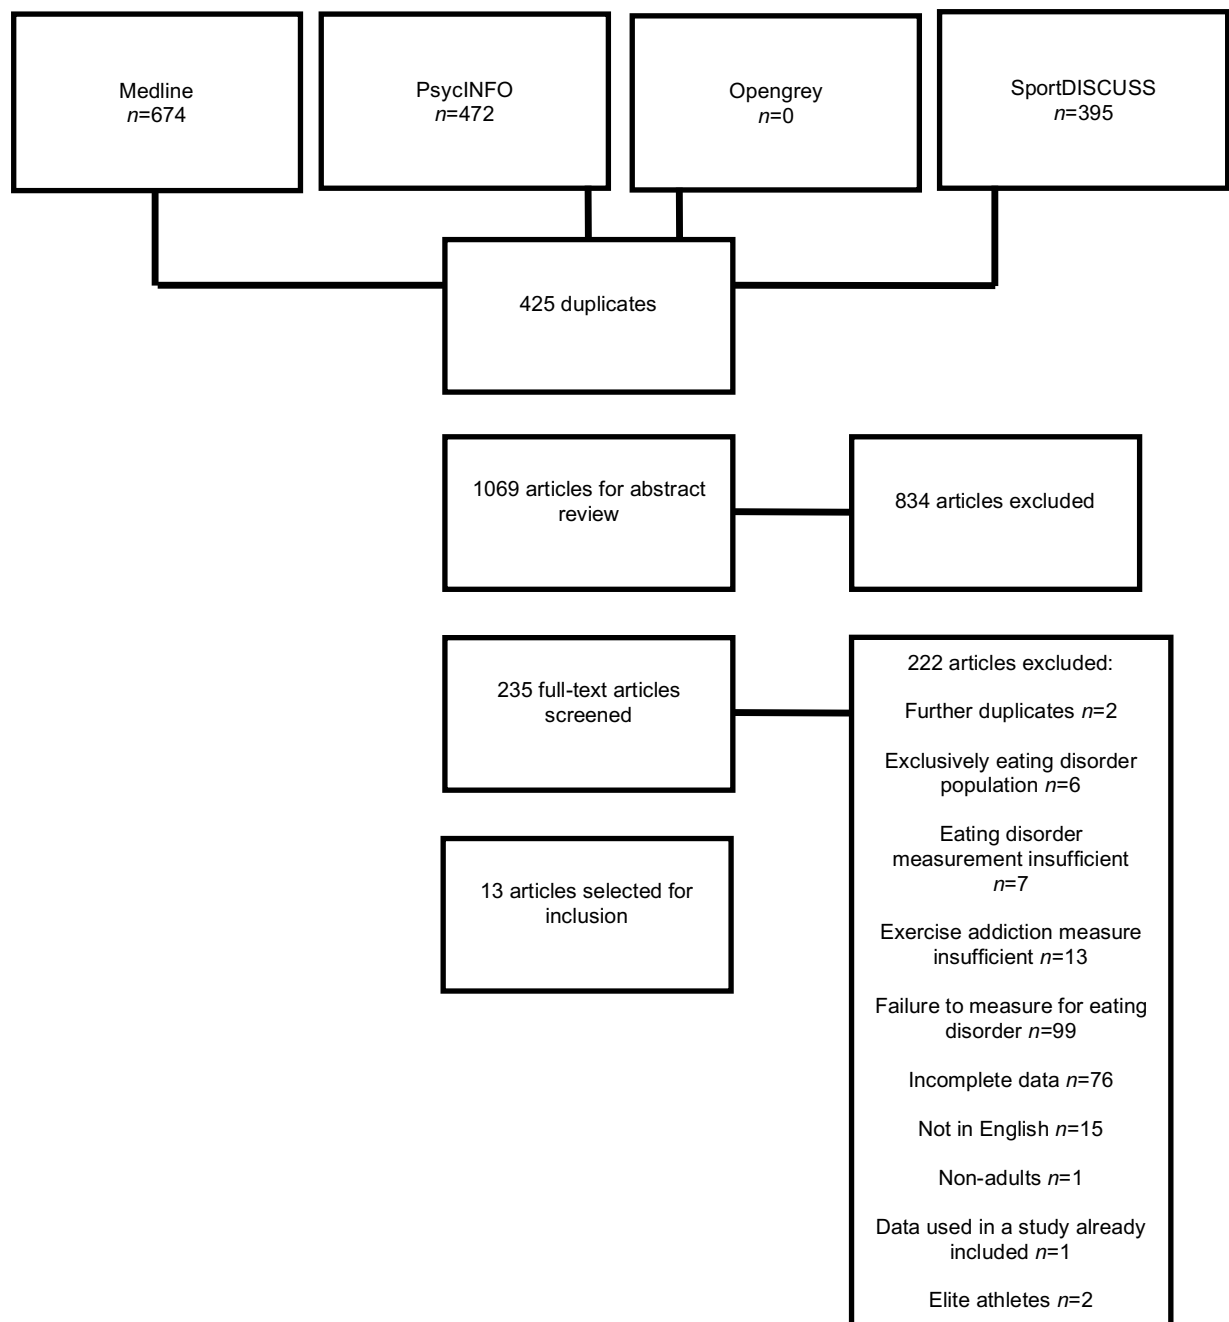 Medline
n=674
PsycINFO
n=472
Opengrey
n=0
SportDISCUSS
n=395
425 duplicates
1069 articles for abstract
review
834 articles excluded
235 full-text articles
screened
222 articles excluded:
Further duplicates n=2
Exclusively eating disorder
population n=6
Eating disorder
measurement insufficient
n=7
Exercise addiction measure
insufficient n=13
Failure to measure for eating
disorder n=99
Incomplete data n=76
Not in English n=15
Non-adults n=1
Data used in a study already
included n=1
Elite athletes n=2
13 articles selected for
inclusion